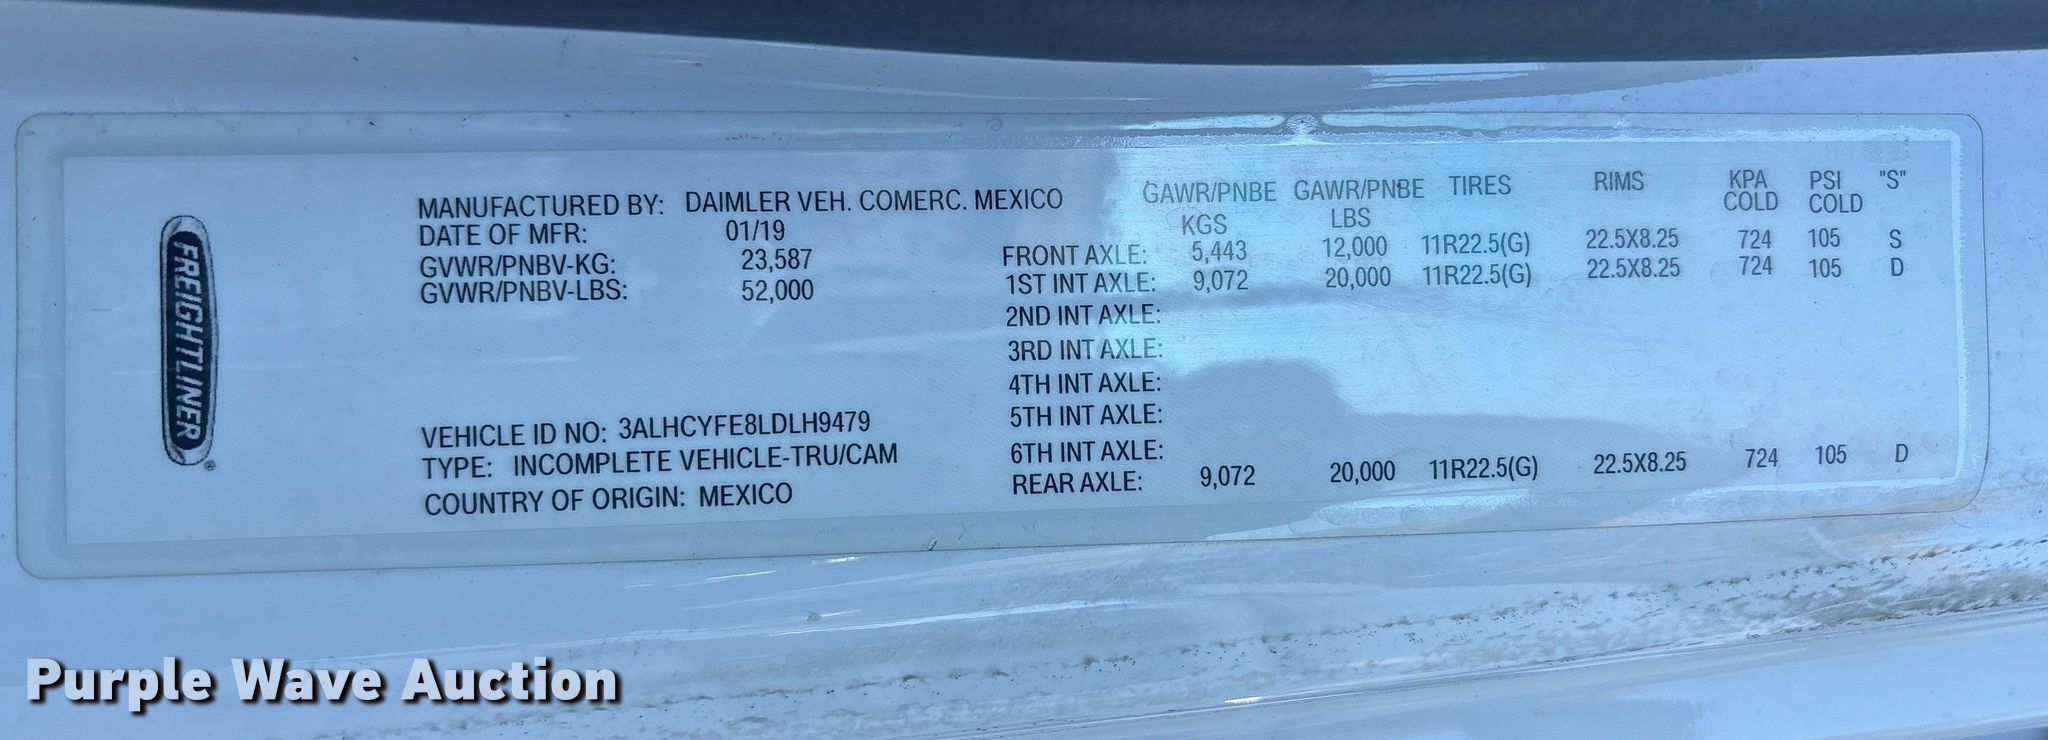 FREIGHTLINER
®
MANUFACTURED BY: DAIMLER VEH. COMERC. MEXICO
DATE OF MFR: 01/19
GVWR/PNBV-KG: 23,587
GVWR/PNBV-LBS: 52,000
VEHICLE ID NO: 3ALHCYFE8LDLH9479
TYPE: INCOMPLETE VEHICLE-TRU/CAM
COUNTRY OF ORIGIN: MEXICO
GAWR/PNBE GAWR/PNBE TIRES RIMS KPA PSI "S"
KGS LBS COLD COLD
FRONT AXLE: 5,443 12,000 11R22.5(G) 22.5X8.25 724 105 S
1ST INT AXLE: 9,072 20,000 11R22.5(G) 22.5X8.25 724 105 D
2ND INT AXLE:
3RD INT AXLE:
4TH INT AXLE:
5TH INT AXLE:
6TH INT AXLE:
REAR AXLE: 9,072 20,000 11R22.5(G) 22.5X8.25 724 105 D
Purple Wave Auction